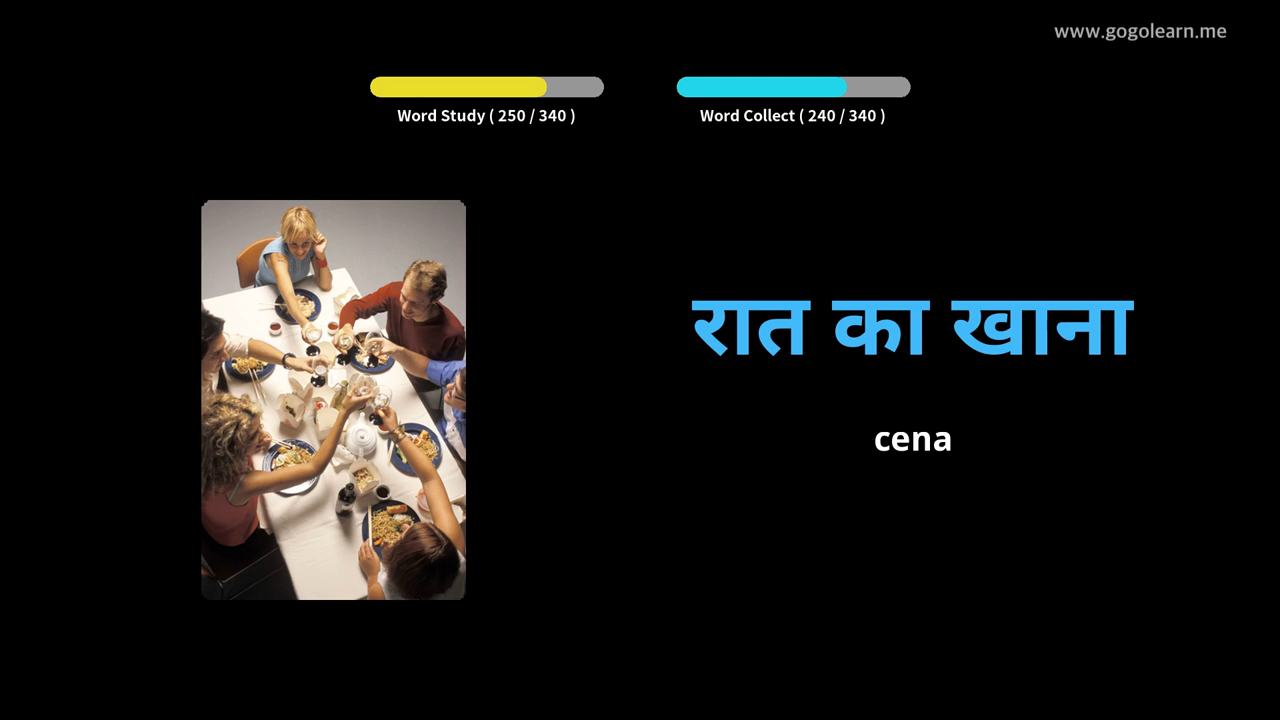 www.gogolearn.me
Word Study ( 250 / 340 )
Word Collect ( 240 / 340 )
रात का खाना
cena